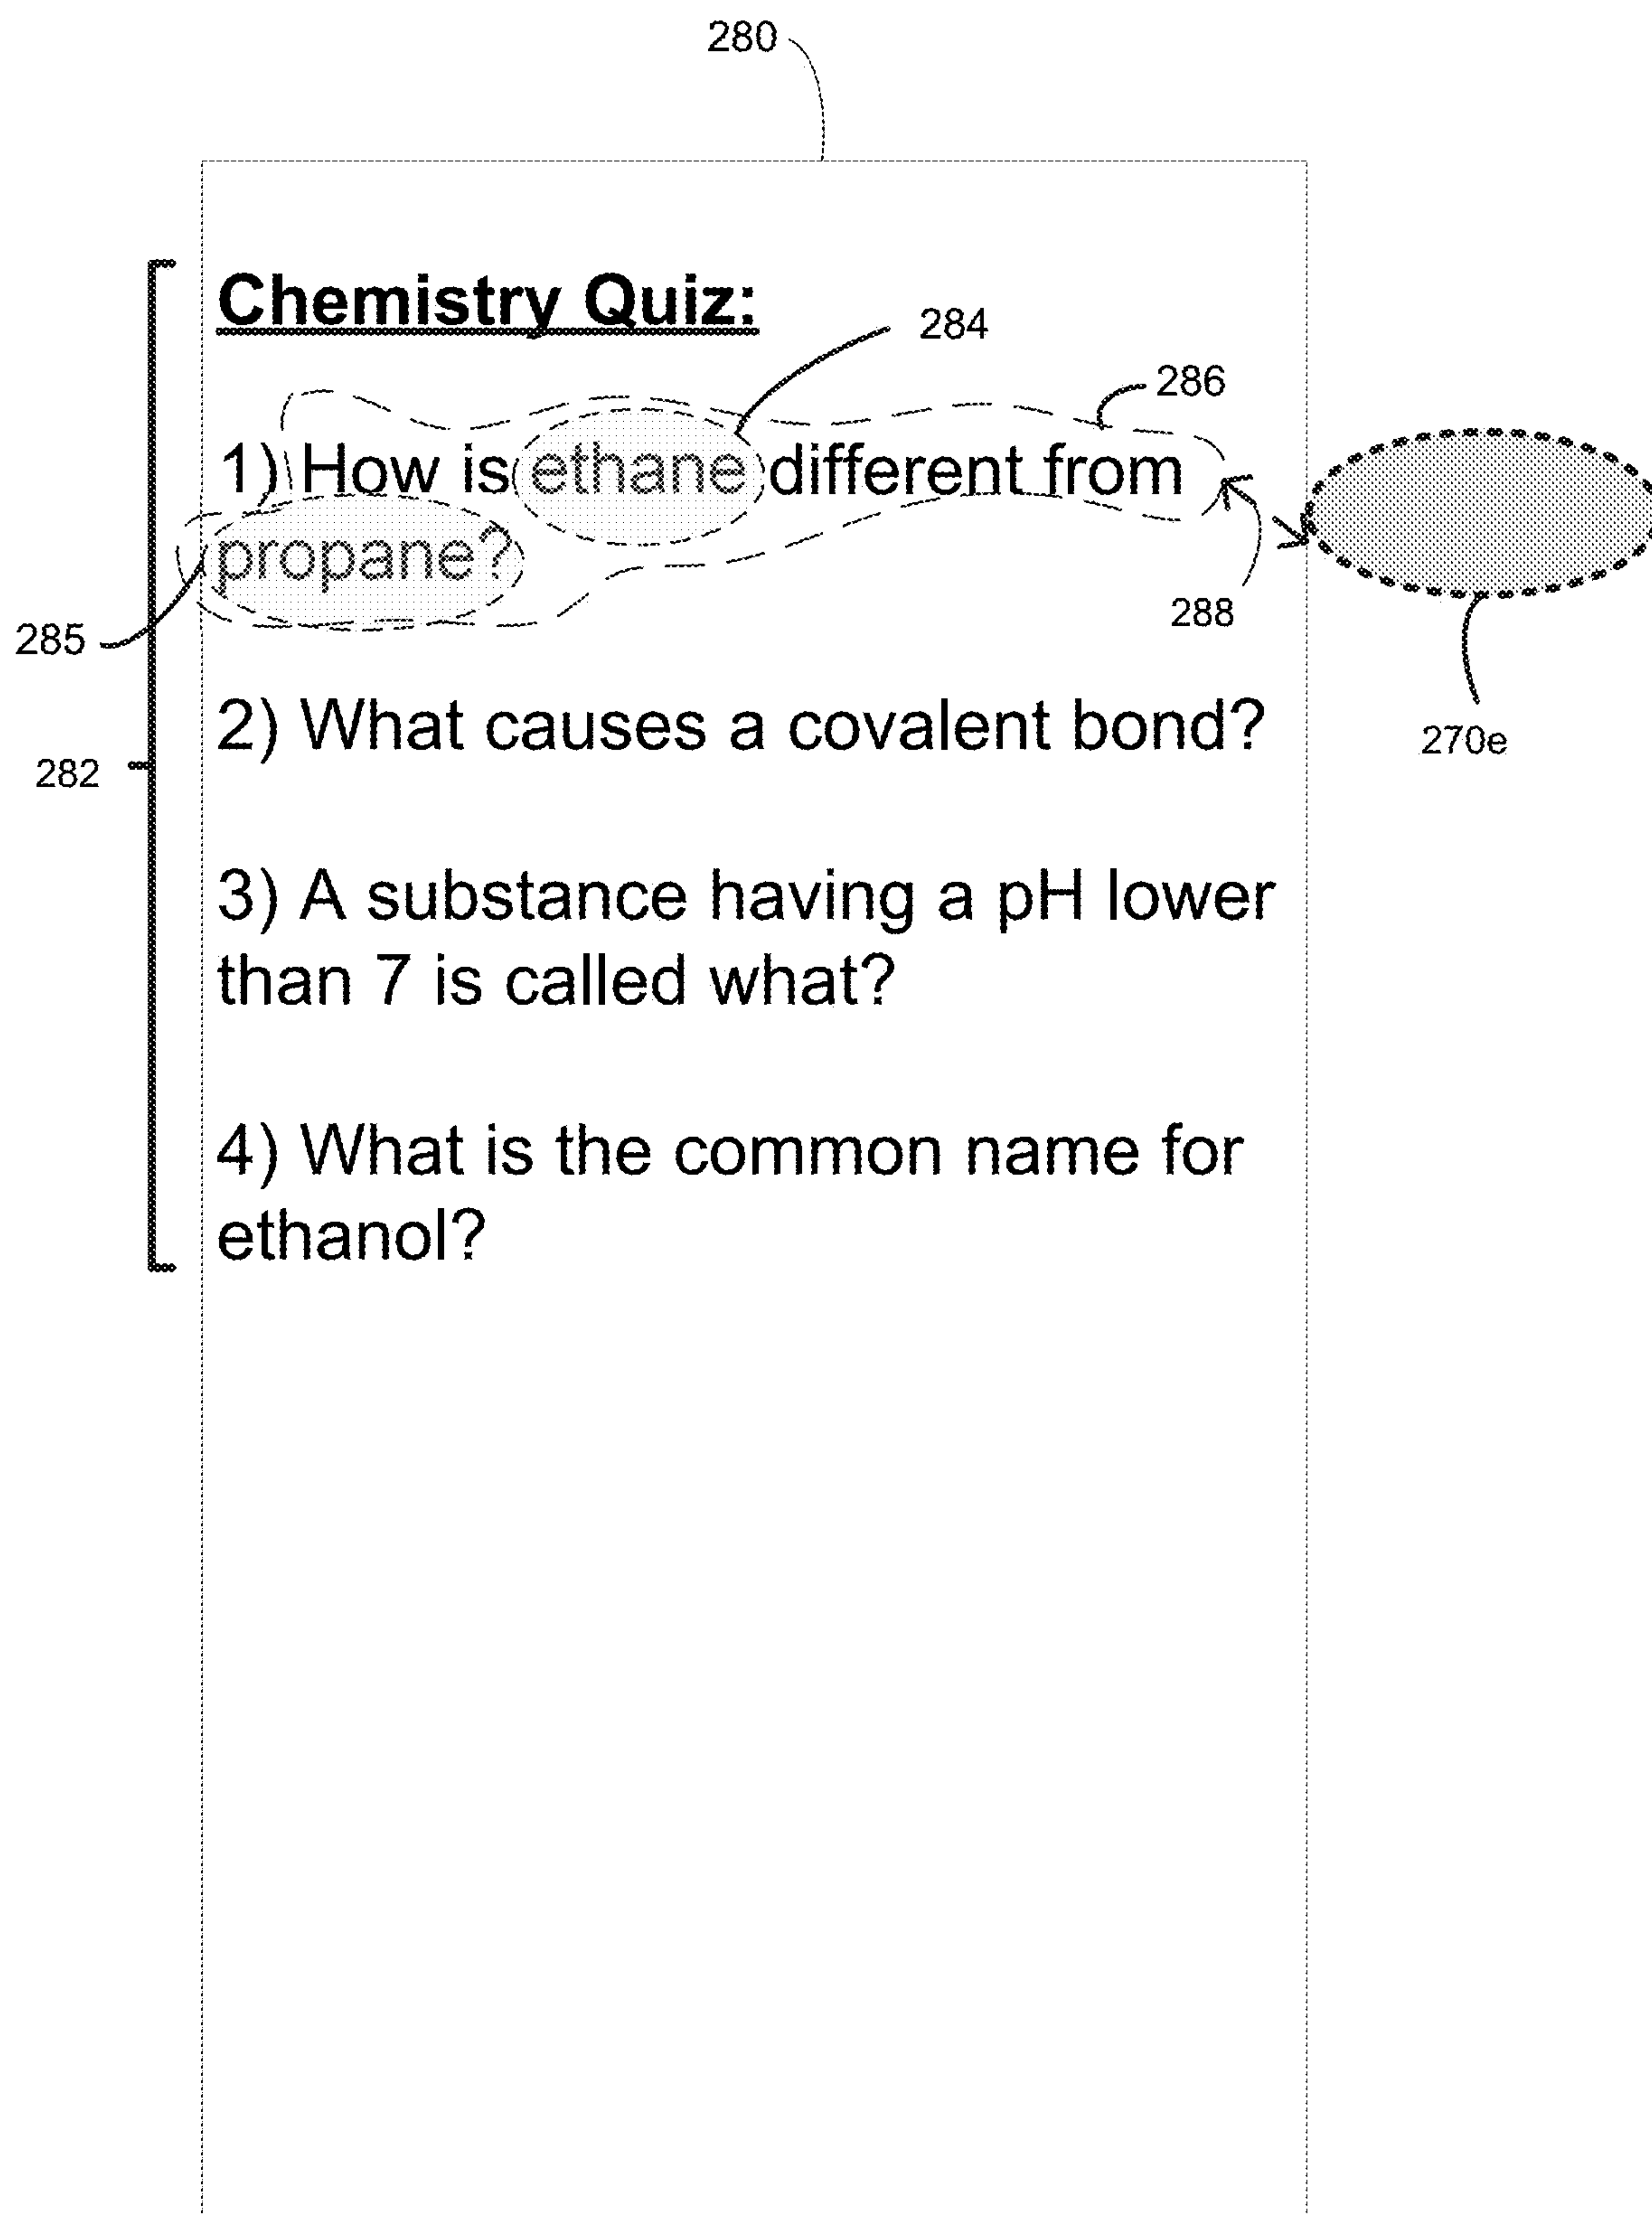 280
Chemistry Quiz:
284
286
1) How is ethane different from
propane?
288
285
270e
2) What causes a covalent bond?
282
3) A substance having a pH lower
than 7 is called what?
4) What is the common name for
ethanol?